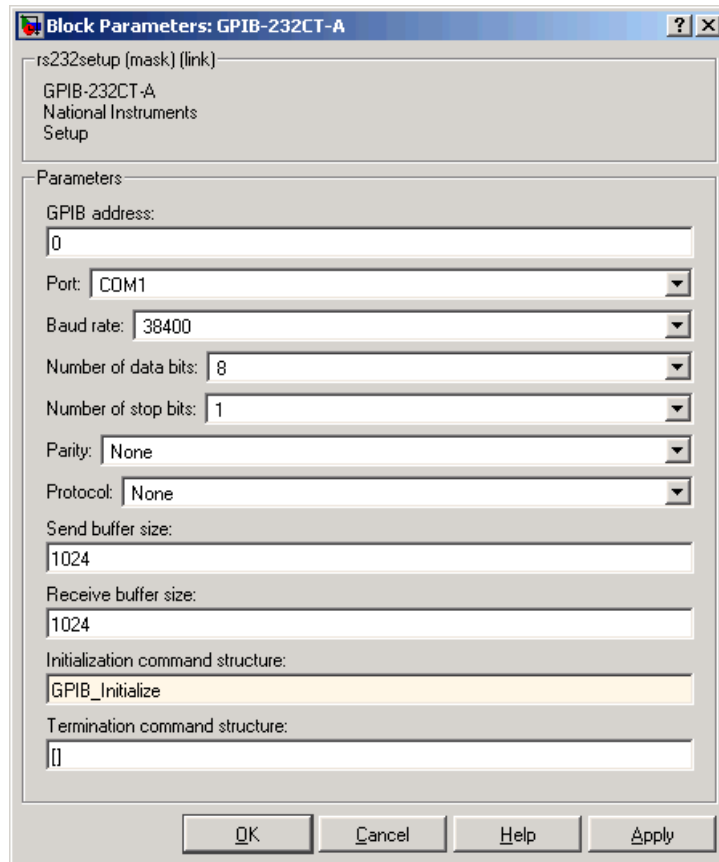 Block Parameters: GPIB-232CT-A
rs232setup (mask) (link)
GPIB-232CT-A
National Instruments
Setup
Parameters
GPIB address:
0
Port: COM1
Baud rate: 38400
Number of data bits: 8
Number of stop bits: 1
Parity: None
Protocol: None
Send buffer size:
1024
Receive buffer size:
1024
Initialization command structure:
GPIB_Initialize
Termination command structure:
[]
OK Cancel Help Apply